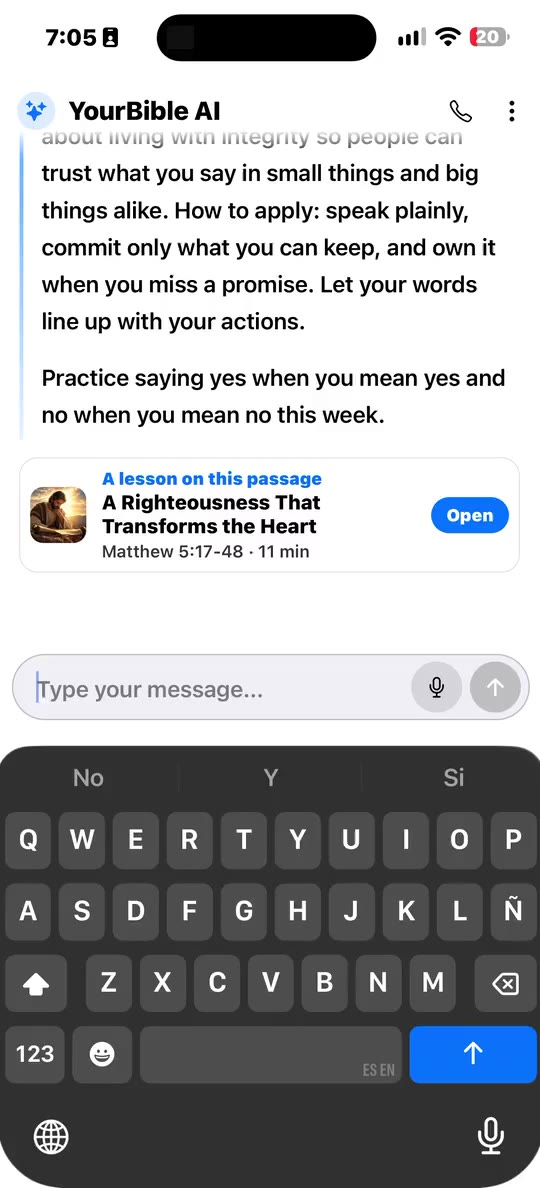 7:05
20
YourBible AI
about living with integrity so people can
trust what you say in small things and big
things alike. How to apply: speak plainly,
commit only what you can keep, and own it
when you miss a promise. Let your words
line up with your actions.
Practice saying yes when you mean yes and
no when you mean no this week.
A lesson on this passage
A Righteousness That
Transforms the Heart
Matthew 5:17-48 · 11 min
Open
Type your message...
No Y Si
Q W E R T Y U I O P
A S D F G H J K L Ñ
Z X C V B N M
123
ES EN